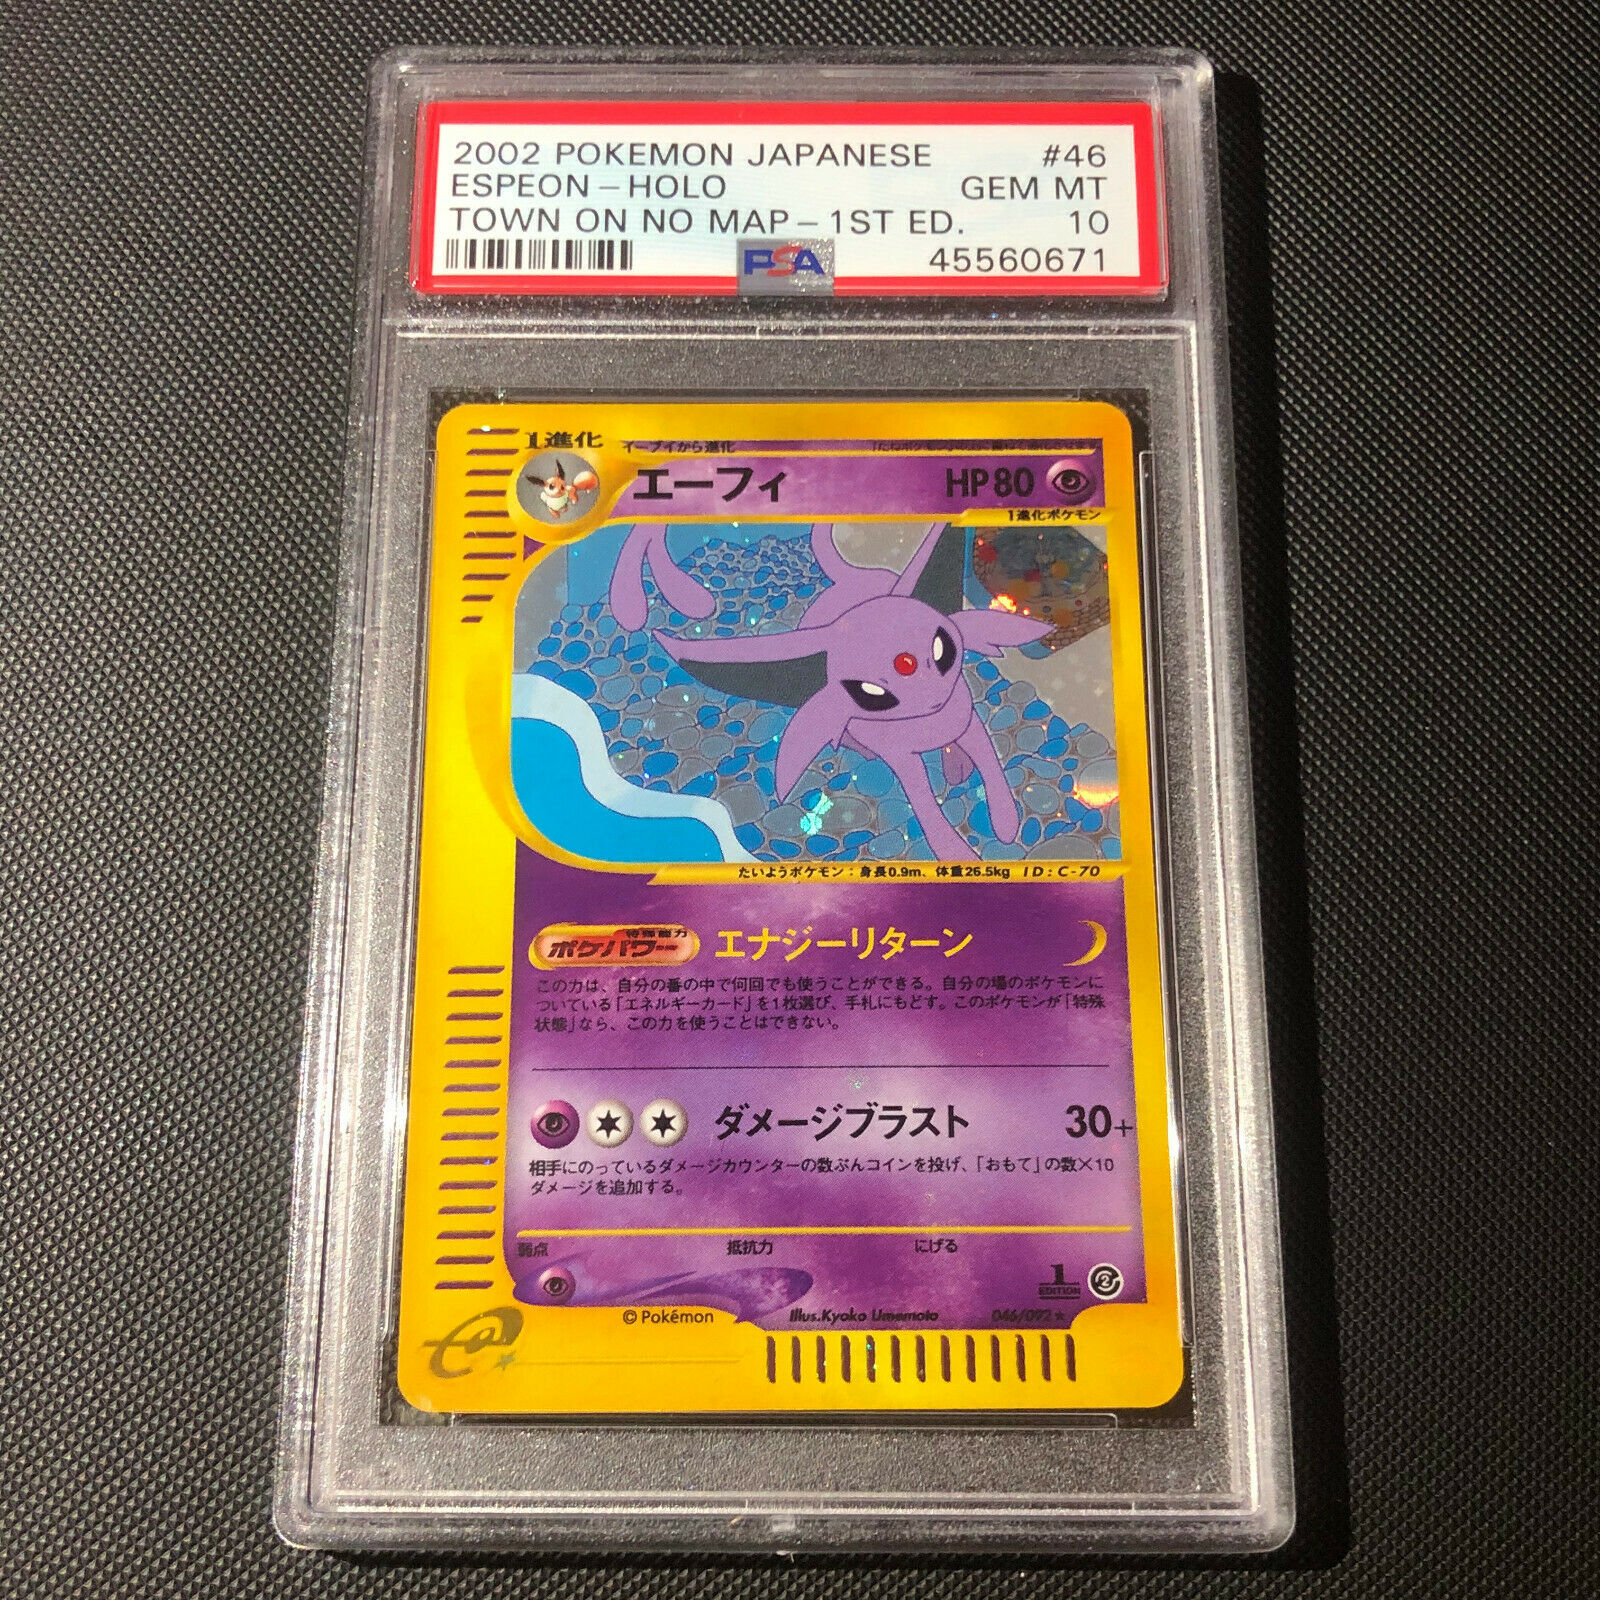 2002 POKEMON JAPANESE #46
ESPEON-HOLO GEM MT
TOWN ON NO MAP-1ST ED. 10
PSA 45560671
1進化 イーブイから進化
エーフィ HP80
1進化ポケモン
たいようポケモン：身長0.9m、体重26.5kg ID:C-70
特殊能力
ポケパワー エナジーリターン
この力は、自分の番の中で何回でも使うことができる。自分の場のポケモンに
ついている「エネルギーカード」を1枚選び、手札にもどす。このポケモンが「特殊
状態」なら、この力を使うことはできない。
ダメージブラスト 30+
相手にのっているダメージカウンターの数ぶんコインを投げ、「おもて」の数×10
ダメージを追加する。
弱点 抵抗力 にげる
1
EDITION
©Pokémon Illus.Kyoko Umemoto 046/092★